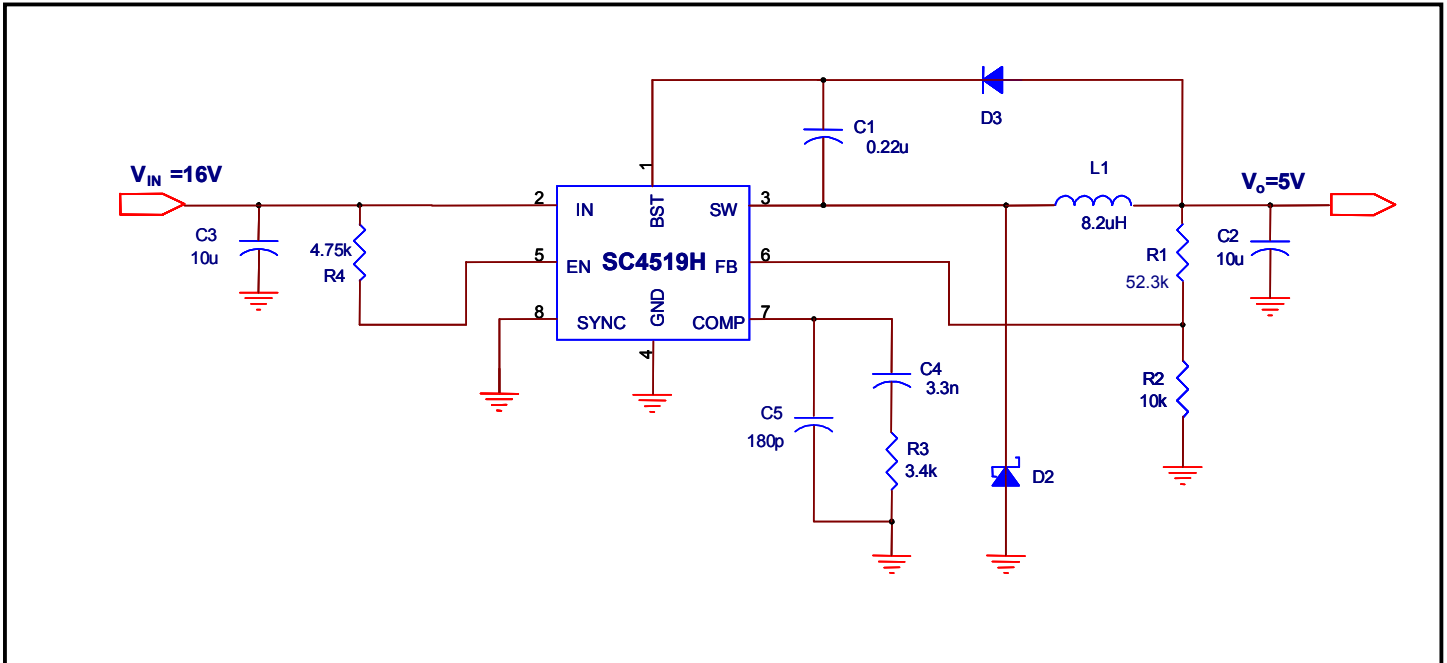 D3
C1
0.22u
1
L1
V_IN =16V
V_o=5V
2
3
IN
BST
SW
8.2uH
C3
10u
4.75k
R4
5
EN
SC4519H
FB
6
R1
52.3k
C2
10u
8
SYNC
GND
COMP
7
4
C4
3.3n
R2
10k
C5
180p
R3
3.4k
D2